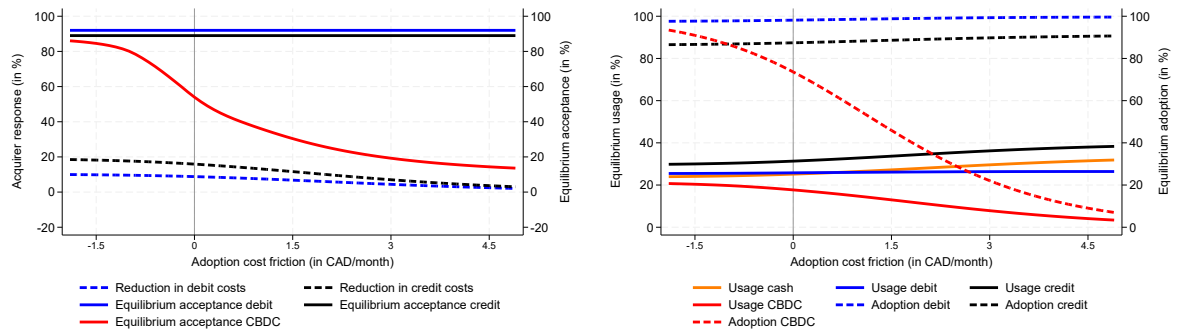 100
80
60
40
20
0
-20
Acquirer response (in %)
100
80
60
40
20
0
-20
Equilibrium acceptance (in %)
-1.5 0 1.5 3 4.5
Adoption cost friction (in CAD/month)
Reduction in debit costs Reduction in credit costs
Equilibrium acceptance debit Equilibrium acceptance credit
Equilibrium acceptance CBDC
100
80
60
40
20
0
Equilibrium usage (in %)
100
80
60
40
20
0
Equilibrium adoption (in %)
-1.5 0 1.5 3 4.5
Adoption cost friction (in CAD/month)
Usage cash Usage debit Usage credit
Usage CBDC Adoption debit Adoption credit
Adoption CBDC